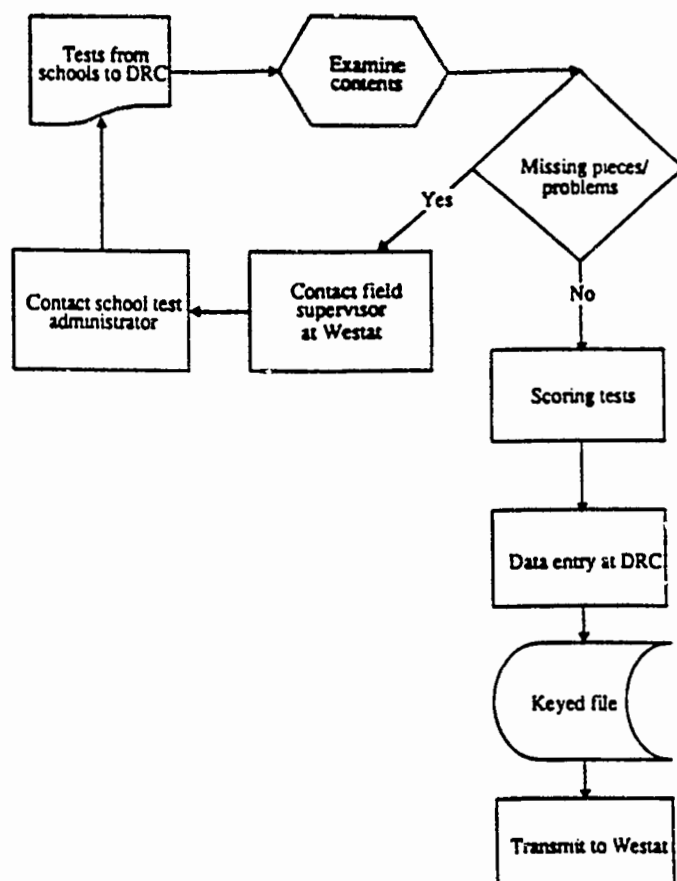 Tests from
schools to DRC
Examine
contents
Missing pieces/
problems
Yes
No
Contact school test
administrator
Contact field
supervisor
at Westat
Scoring tests
Data entry at DRC
Keyed file
Transmit to Westat